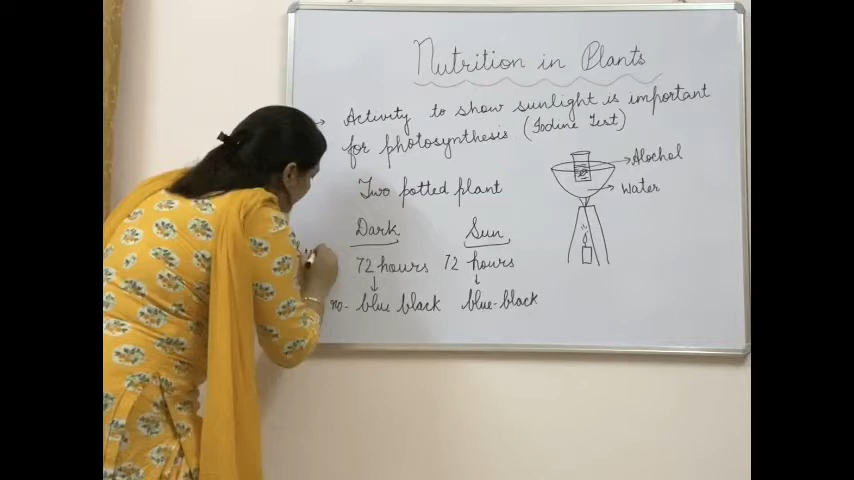 Nutrition in Plants
→ Activity to show sunlight is important
for photosynthesis (Iodine Test)
Two potted plant
Dark Sun
72 hours 72 hours
no- blue black blue-black
Alochol
Water